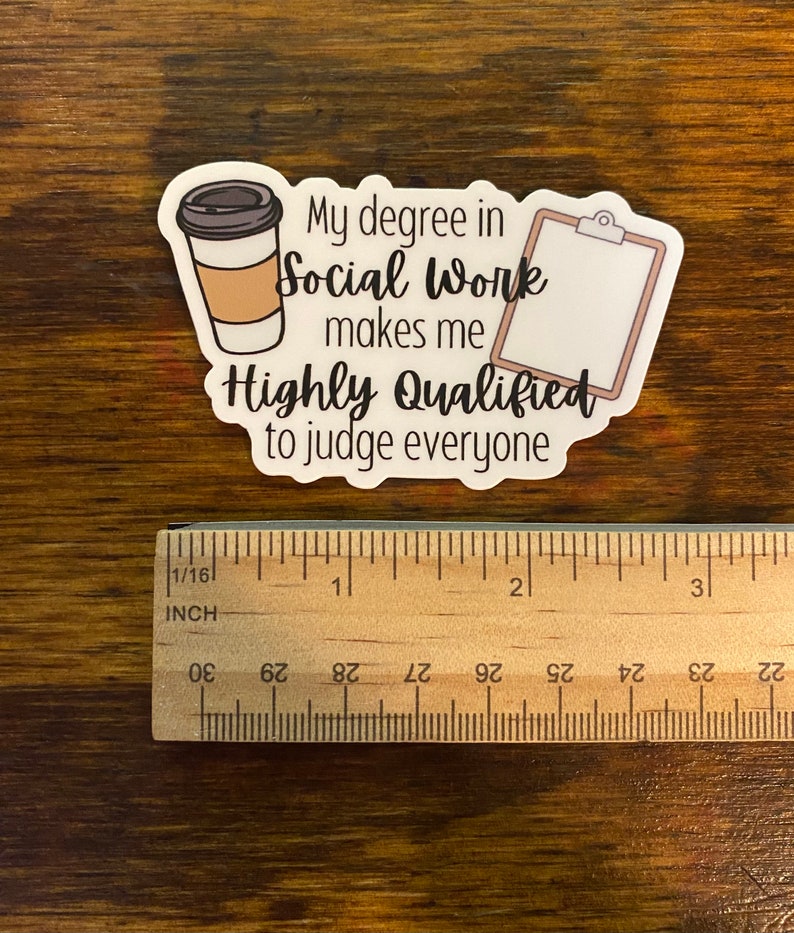 My degree in
Social Work
makes me
Highly Qualified
to judge everyone
1/16 1 2 3
INCH
30 29 28 27 26 25 24 23 22